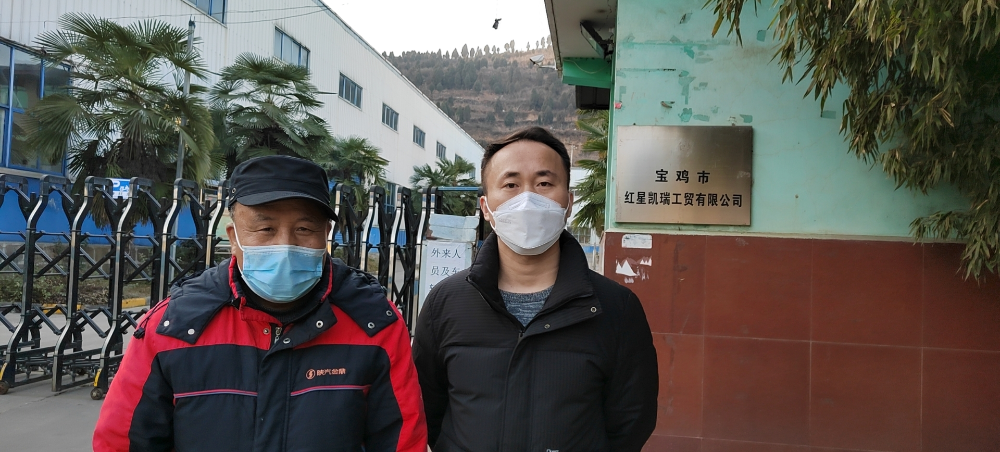 宝鸡市
红星凯瑞工贸有限公司
外来人
员及车
陕汽金鼎